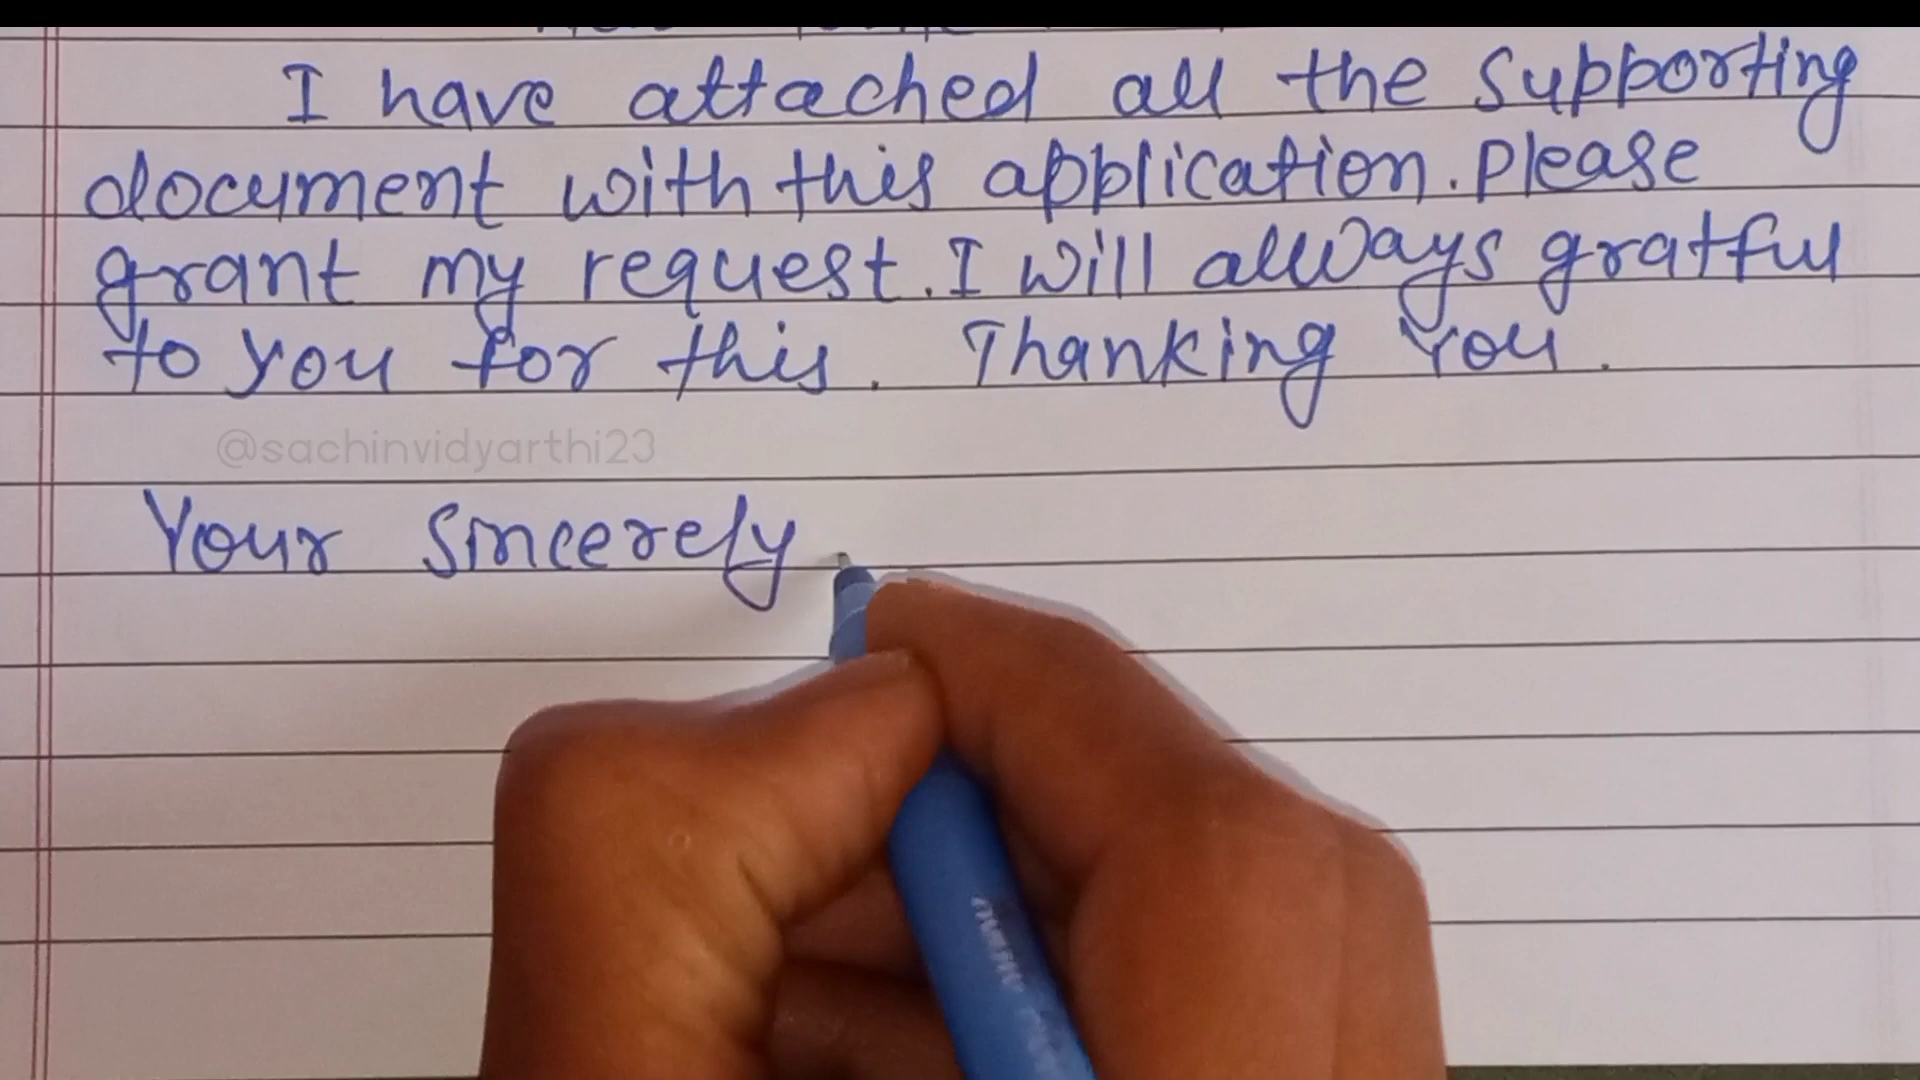 I have attached all the supporting
document with this application. please
grant my request. I will allways gratful
to you for this. Thanking You.
@sachinvidyarthi23
Your sincerely